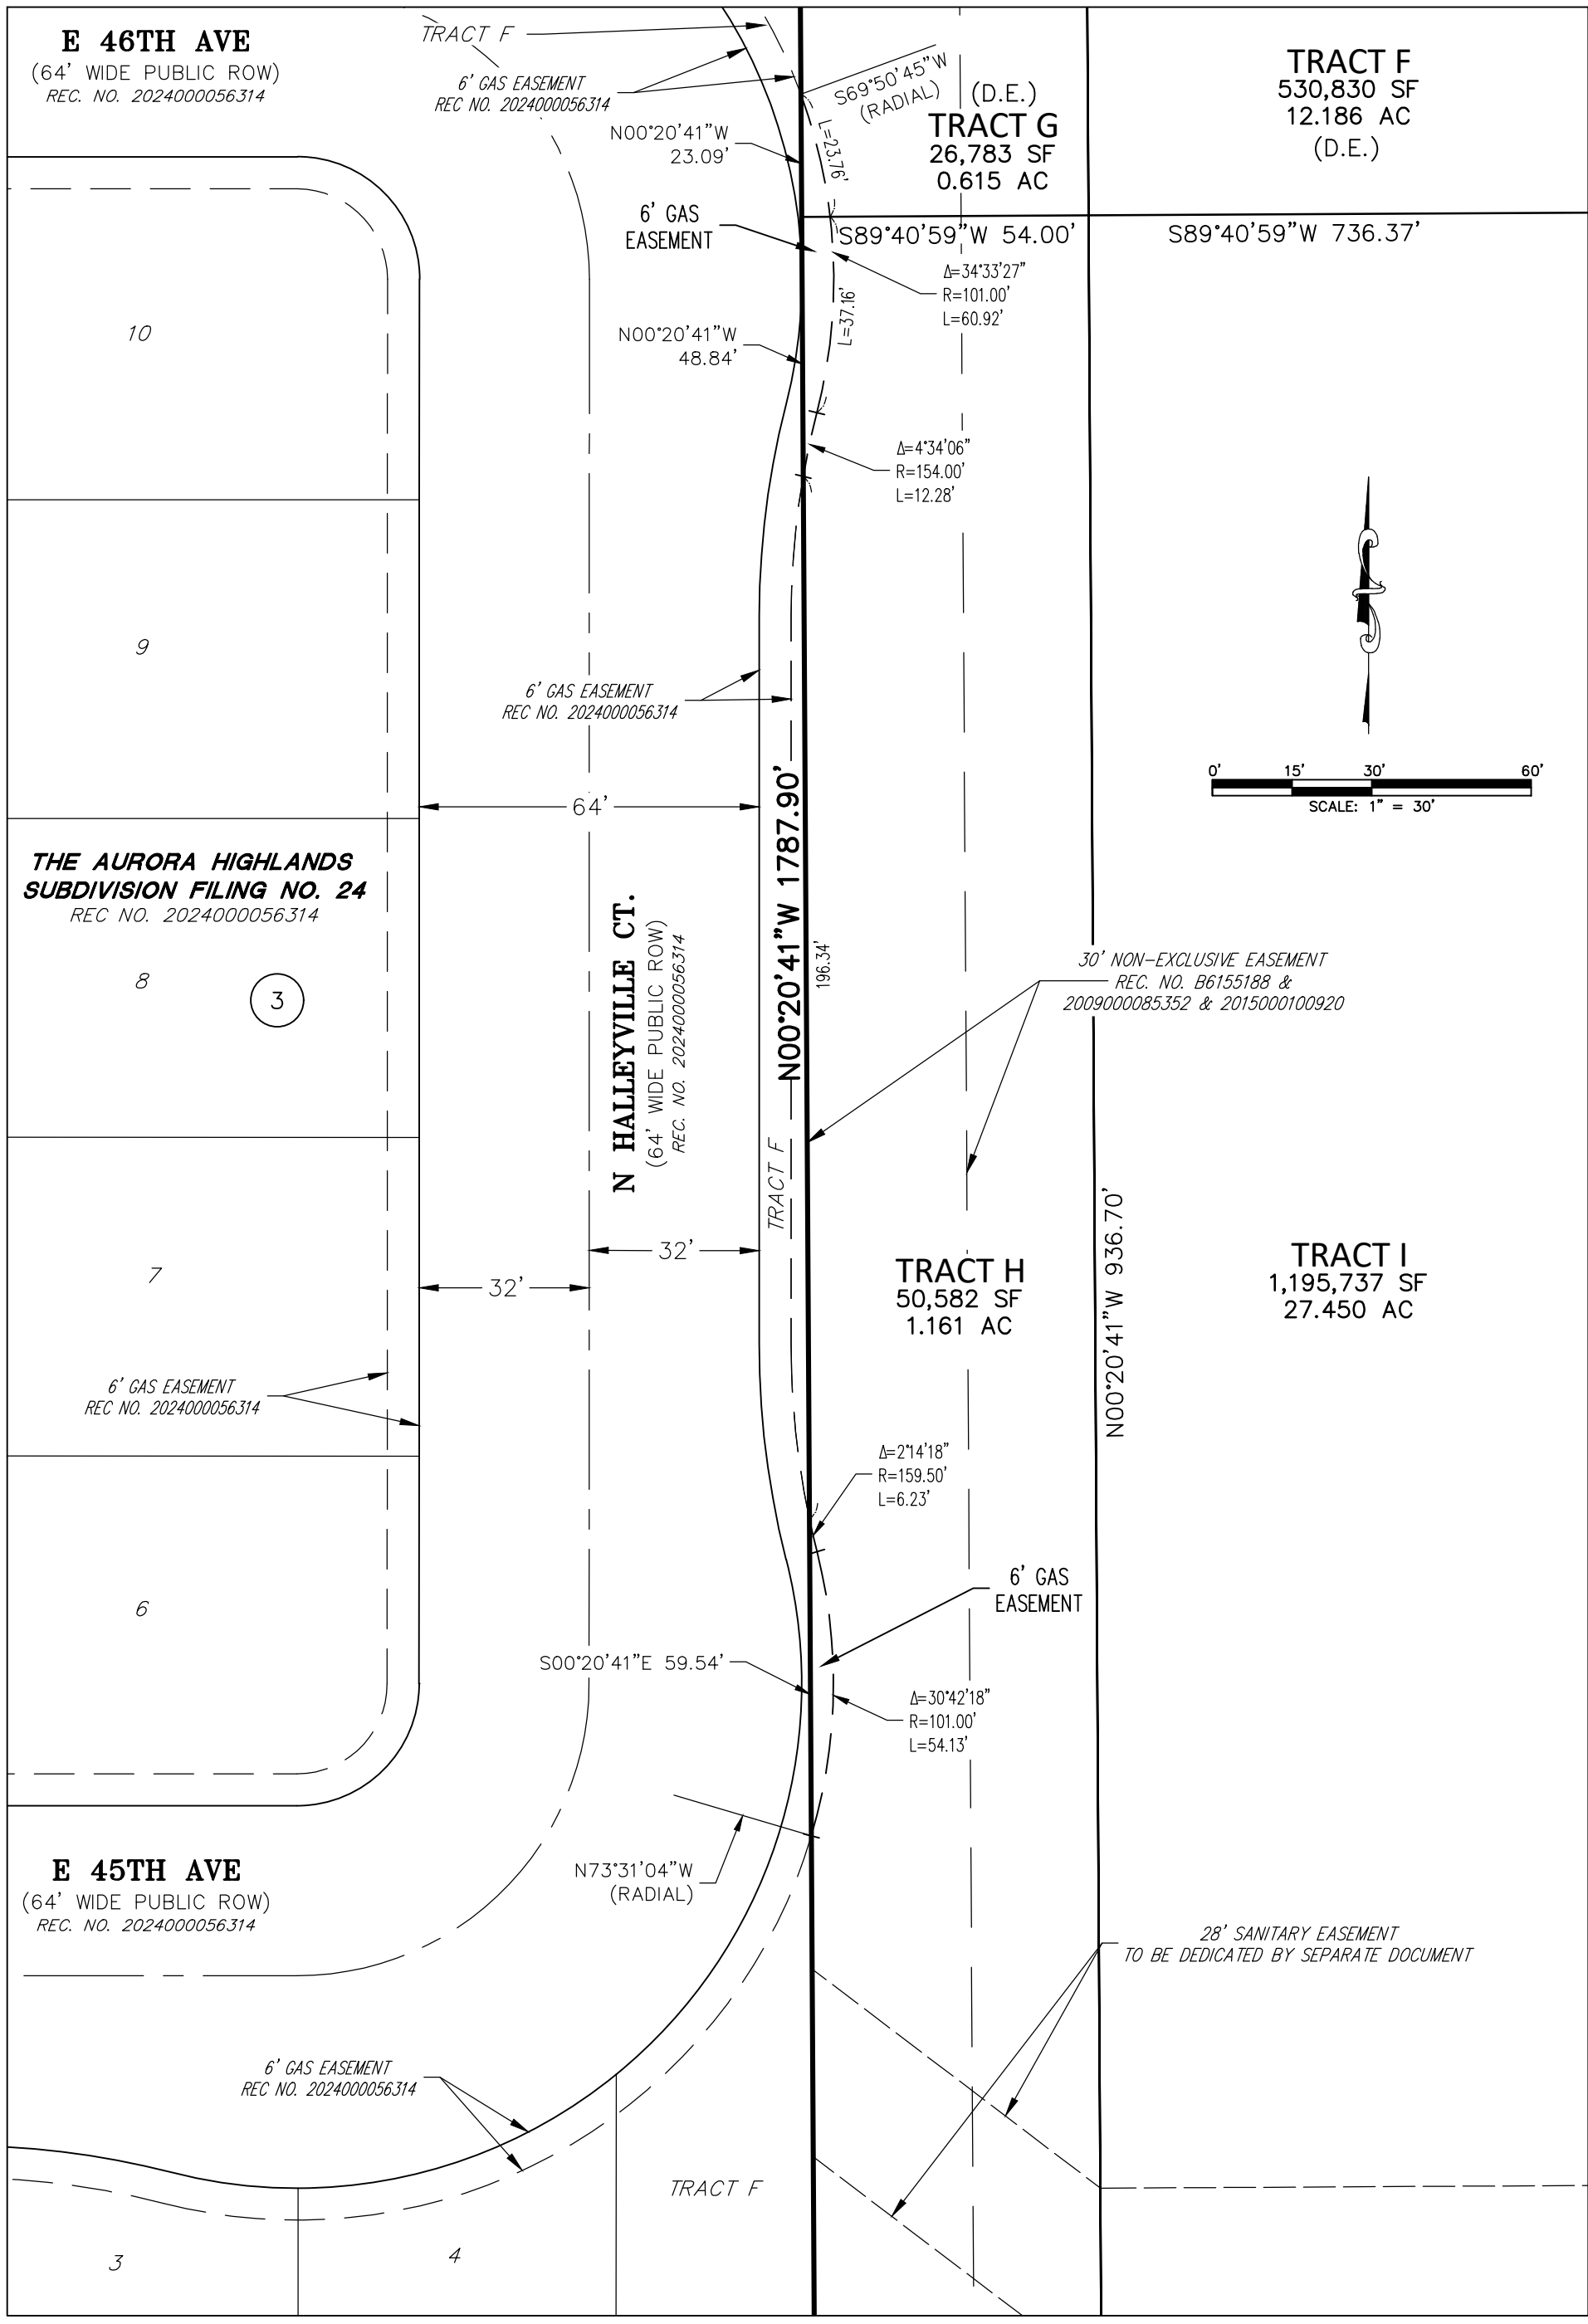 E 46TH AVE
(64' WIDE PUBLIC ROW)
REC. NO. 2024000056314
TRACT F
6' GAS EASEMENT
REC NO. 2024000056314
S69°50'45"W
(RADIAL)
(D.E.)
TRACT G
26,783 SF
0.615 AC
TRACT F
530,830 SF
12.186 AC
(D.E.)
N00°20'41"W
23.09'
L=23.76'
6' GAS
EASEMENT
S89°40'59"W 54.00'
S89°40'59"W 736.37'
Δ=34°33'27"
R=101.00'
L=60.92'
L=37.16'
10
N00°20'41"W
48.84'
Δ=4°34'06"
R=154.00'
L=12.28'
9
6' GAS EASEMENT
REC NO. 2024000056314
0' 15' 30' 60'
SCALE: 1" = 30'
64'
N00°20'41"W 1787.90'
THE AURORA HIGHLANDS
SUBDIVISION FILING NO. 24
REC NO. 2024000056314
8
3
N HALLEYVILLE CT.
(64' WIDE PUBLIC ROW)
REC. NO. 2024000056314
196.34'
30' NON-EXCLUSIVE EASEMENT
REC. NO. B6155188 &
2009000085352 & 2015000100920
TRACT F
7
32'
32'
TRACT H
50,582 SF
1.161 AC
N00°20'41"W 936.70'
TRACT I
1,195,737 SF
27.450 AC
6' GAS EASEMENT
REC NO. 2024000056314
Δ=2°14'18"
R=159.50'
L=6.23'
6
6' GAS
EASEMENT
S00°20'41"E 59.54'
Δ=30°42'18"
R=101.00'
L=54.13'
E 45TH AVE
(64' WIDE PUBLIC ROW)
REC. NO. 2024000056314
N73°31'04"W
(RADIAL)
28' SANITARY EASEMENT
TO BE DEDICATED BY SEPARATE DOCUMENT
6' GAS EASEMENT
REC NO. 2024000056314
TRACT F
3
4